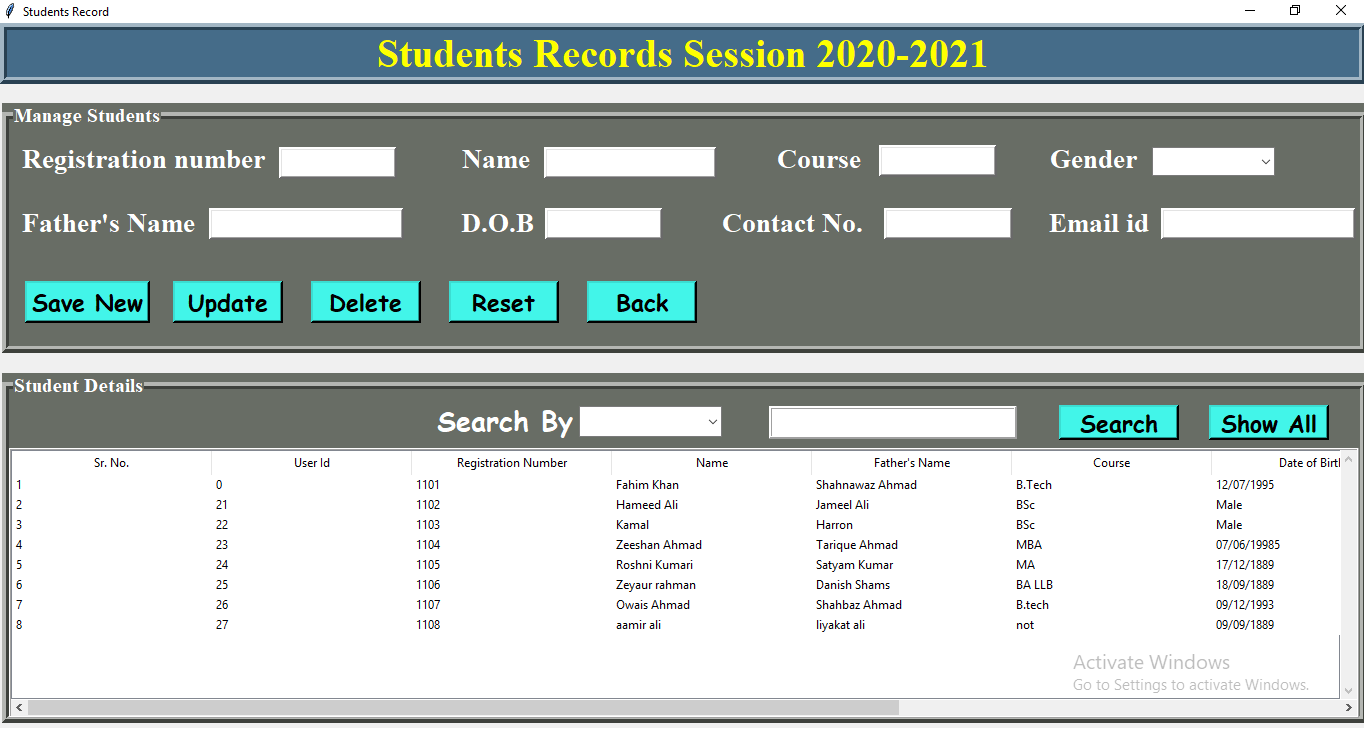 Students Record
Students Records Session 2020-2021
Manage Students
Registration number Name Course Gender
Father's Name D.O.B Contact No. Email id
Save New Update Delete Reset Back
Student Details
Search By Search Show All
Sr. No. User Id Registration Number Name Father's Name Course Date of Birt
1 0 1101 Fahim Khan Shahnawaz Ahmad B.Tech 12/07/1995
2 21 1102 Hameed Ali Jameel Ali BSc Male
3 22 1103 Kamal Harron BSc Male
4 23 1104 Zeeshan Ahmad Tarique Ahmad MBA 07/06/19985
5 24 1105 Roshni Kumari Satyam Kumar MA 17/12/1889
6 25 1106 Zeyaur rahman Danish Shams BA LLB 18/09/1889
7 26 1107 Owais Ahmad Shahbaz Ahmad B.tech 09/12/1993
8 27 1108 aamir ali liyakat ali not 09/09/1889
Activate Windows
Go to Settings to activate Windows.